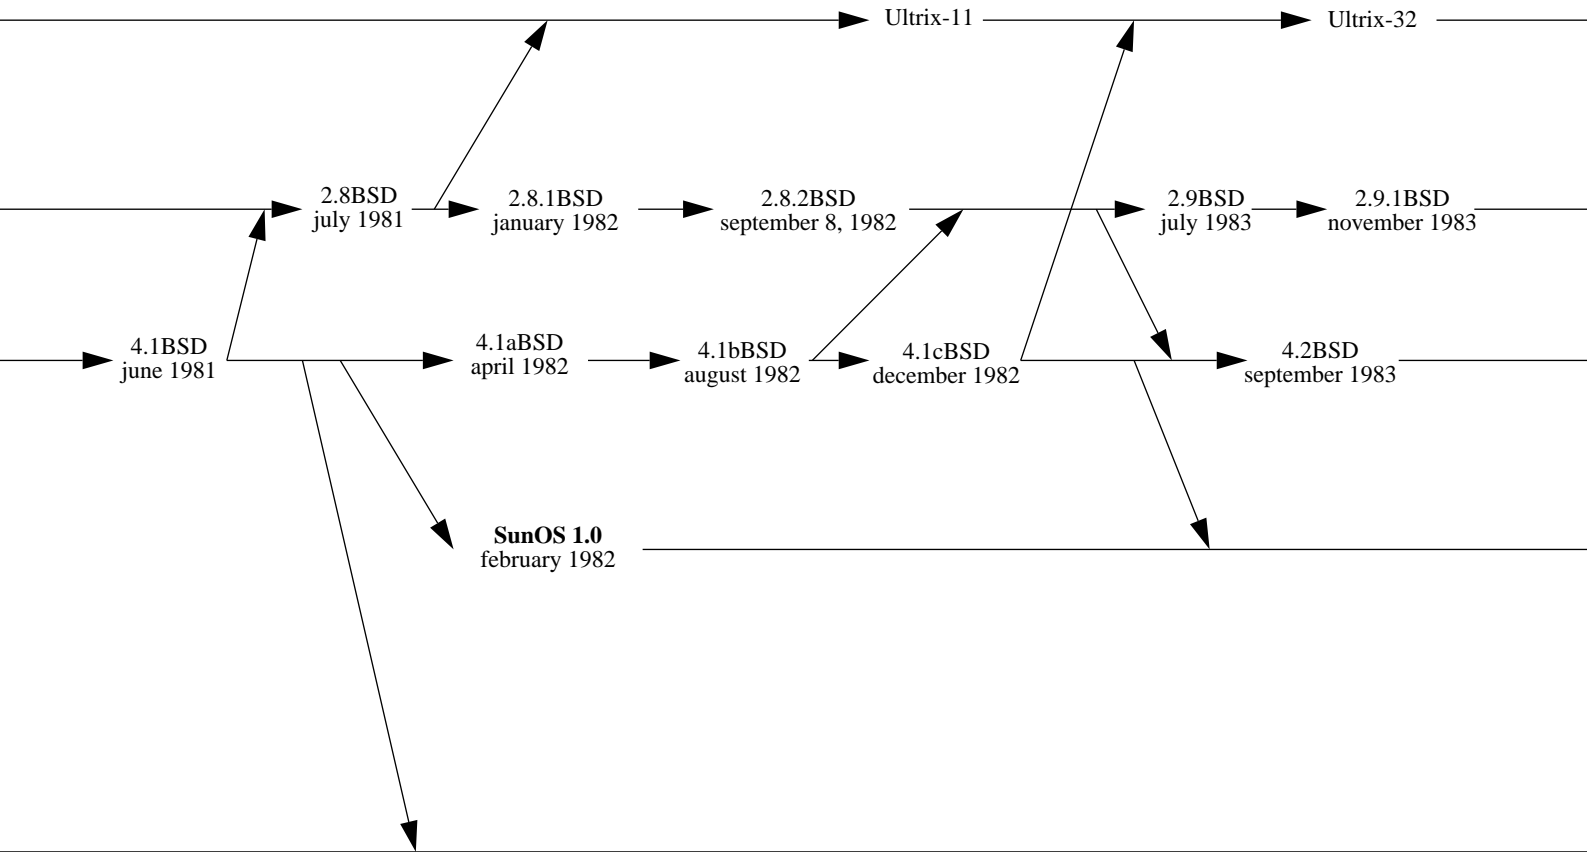 Ultrix-11
Ultrix-32
2.8BSD
july 1981
2.8.1BSD
january 1982
2.8.2BSD
september 8, 1982
2.9BSD
july 1983
2.9.1BSD
november 1983
4.1BSD
june 1981
4.1aBSD
april 1982
4.1bBSD
august 1982
4.1cBSD
december 1982
4.2BSD
september 1983
SunOS 1.0
february 1982